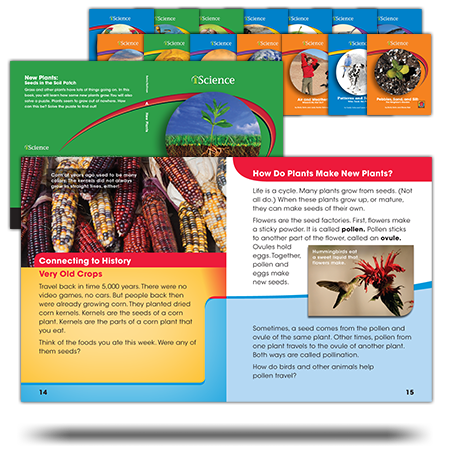 iScience
iScience
iScience
iScience
iScience
iScience
iScience
Air and Weather
Pebbles, Sand, and Silt
New Plants:
Seeds in the Soil Patch
Grass and other plants have lots of things going on. In this
book, you will learn how some new plants grow. You will also
solve a puzzle. Plants seem to grow out of nowhere. How
can this be? Solve the puzzle to find out!
iScience
iScience
New Plants
Corn of years ago used to be many
colors. The kernels did not always
grow in straight lines, either!
Connecting to History
Very Old Crops
Travel back in time 5,000 years. There were no
video games, no cars. But people back then
were already growing corn. They planted dried
corn kernels. Kernels are the seeds of a corn
plant. Kernels are the parts of a corn plant that
you eat.
Think of the foods you ate this week. Were any of
them seeds?
14
How Do Plants Make New Plants?
Life is a cycle. Many plants grow from seeds. (Not
all do.) When these plants grow up, or mature,
they can make seeds of their own.
Flowers are the seed factories. First, flowers make
a sticky powder. It is called pollen. Pollen sticks
to another part of the flower, called an ovule.
Ovules hold
eggs. Together,
pollen and
eggs make
new seeds.
Hummingbirds eat
a sweet liquid that
flowers make.
Sometimes, a seed comes from the pollen and
ovule of the same plant. Other times, pollen from
one plant travels to the ovule of another plant.
Both ways are called pollination.
How do birds and other animals help
pollen travel?
15